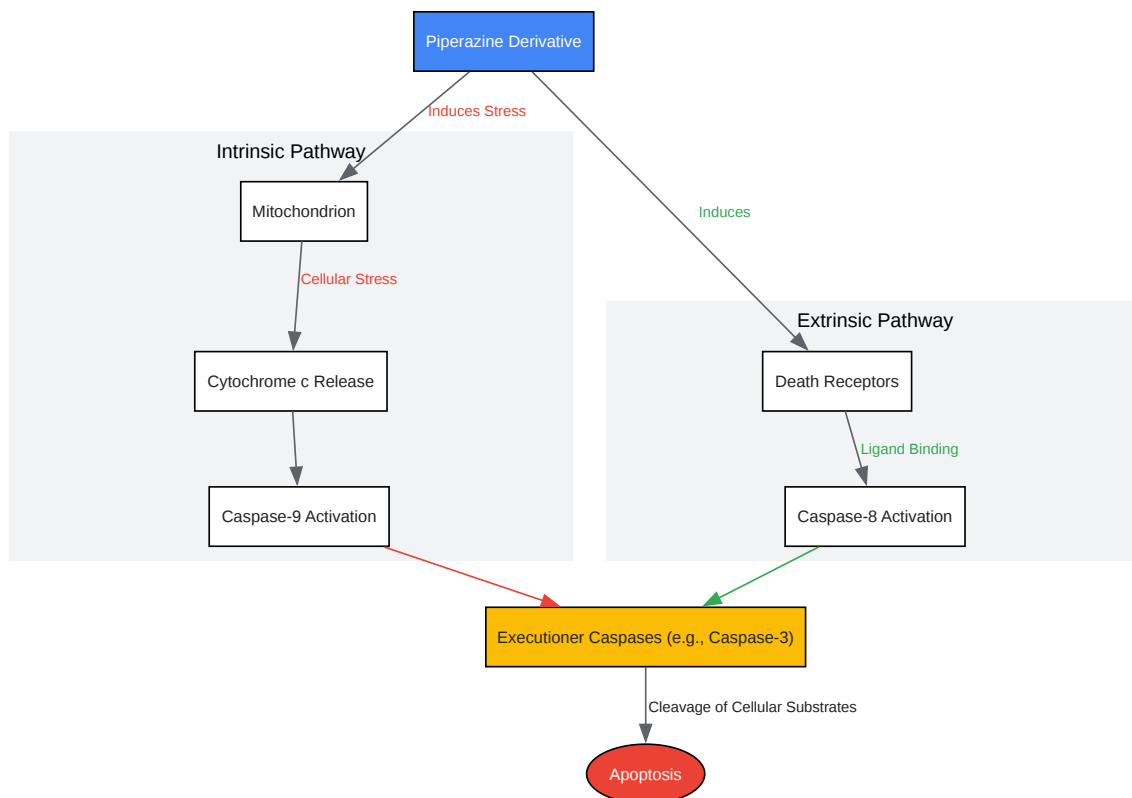 Piperazine Derivative
Induces Stress
Intrinsic Pathway
Mitochondrion
Induces
Cellular Stress
Extrinsic Pathway
Cytochrome c Release
Death Receptors
Ligand Binding
Caspase-9 Activation
Caspase-8 Activation
Executioner Caspases (e.g., Caspase-3)
Cleavage of Cellular Substrates
Apoptosis